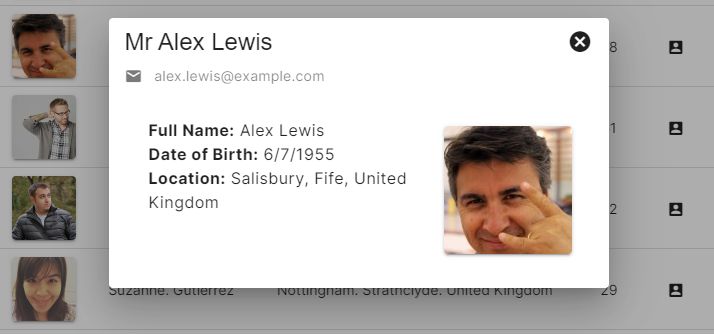 Mr Alex Lewis
alex.lewis@example.com
Full Name: Alex Lewis
Date of Birth: 6/7/1955
Location: Salisbury, Fife, United
Kingdom
8
1
2
Suzanne. Gutierrez Nottingham. Strathclyde. United Kingdom 29